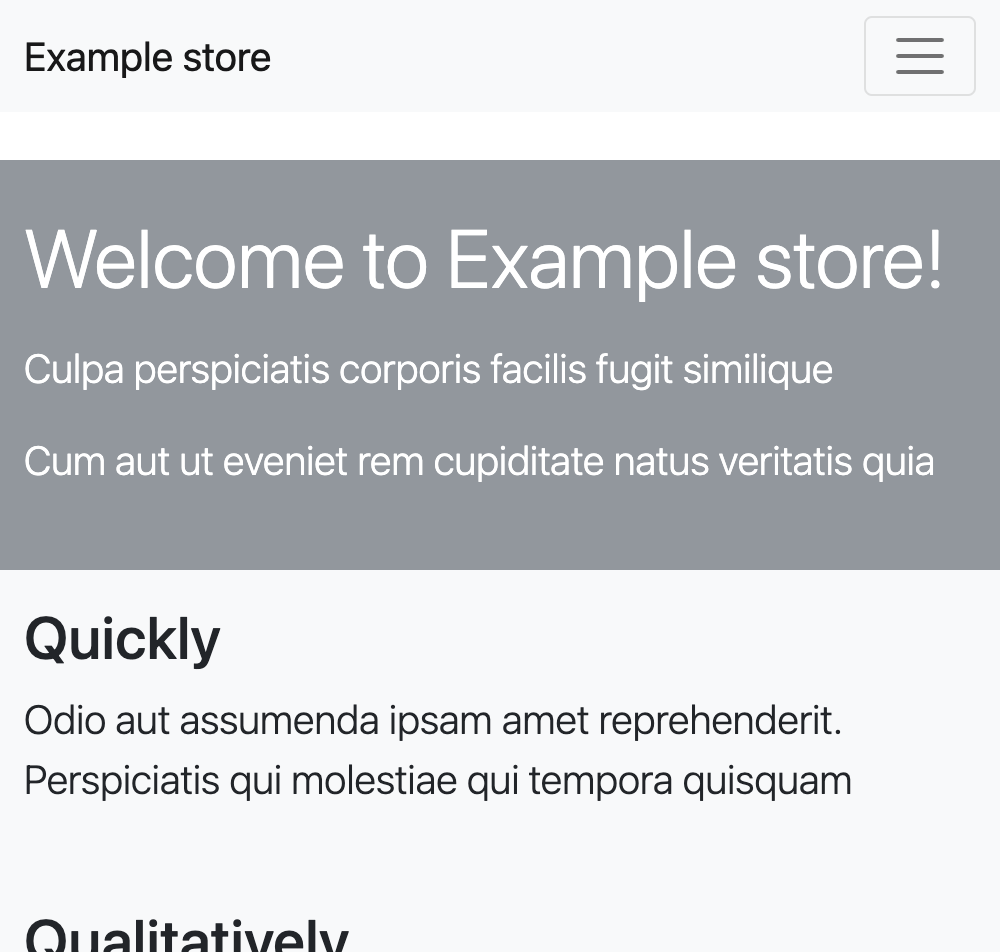 Example store
Welcome to Example store!
Culpa perspiciatis corporis facilis fugit similique
Cum aut ut eveniet rem cupiditate natus veritatis quia
Quickly
Odio aut assumenda ipsam amet reprehenderit.
Perspiciatis qui molestiae qui tempora quisquam
Qualitatively